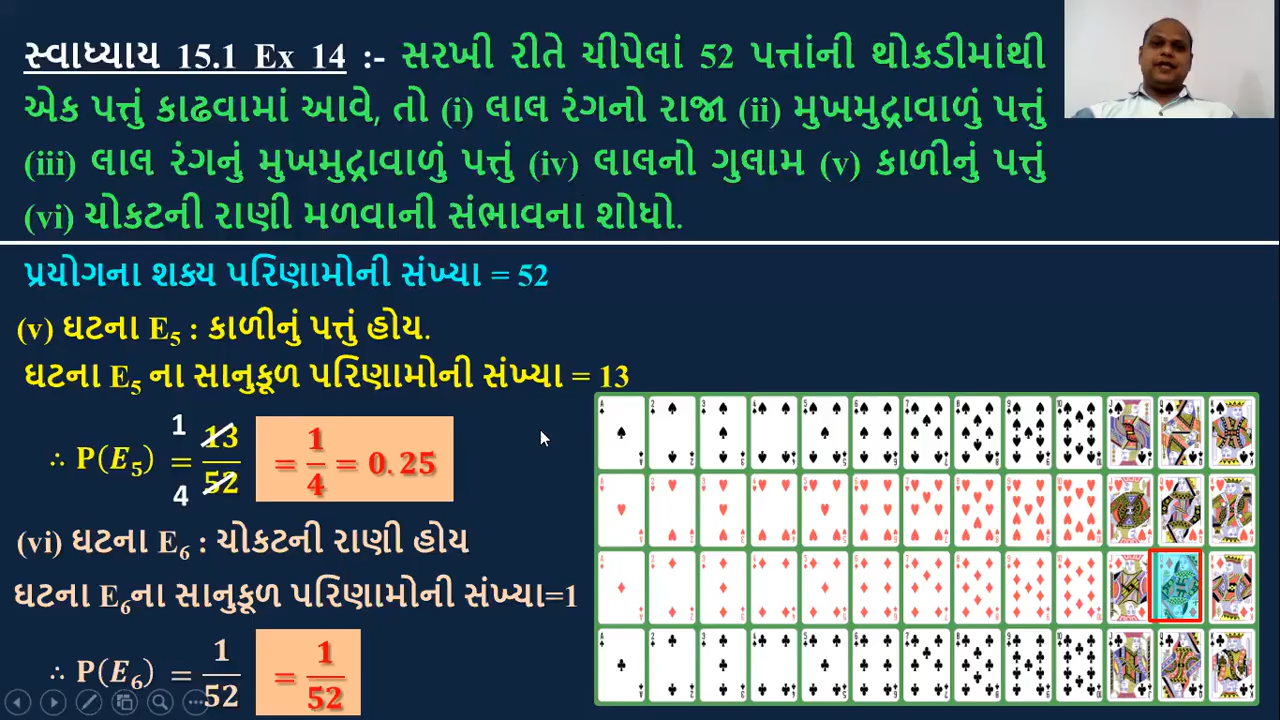 સ્વાધ્યાય 15.1 Ex 14 :- સરખી રીતે ચીપેલાં 52 પત્તાંની થોકડીમાંથી
એક પત્તું કાઢવામાં આવે, તો (i) લાલ રંગનો રાજા (ii) મુખમુદ્રાવાળું પત્તું
(iii) લાલ રંગનું મુખમુદ્રાવાળું પત્તું (iv) લાલનો ગુલામ (v) કાળીનું પત્તું
(vi) ચોકટની રાણી મળવાની સંભાવના શોધો.
પ્રયોગના શક્ય પરિણામોની સંખ્યા = 52
(v) ઘટના E₅ : કાળીનું પત્તું હોય.
ઘટના E₅ ના સાનુકૂળ પરિણામોની સંખ્યા = 13
1
∴ P(E₅) = 13/52 = 1/4 = 0.25
4
(vi) ઘટના E₆ : ચોકટની રાણી હોય
ઘટના E₆ના સાનુકૂળ પરિણામોની સંખ્યા=1
∴ P(E₆) = 1/52 = 1/52